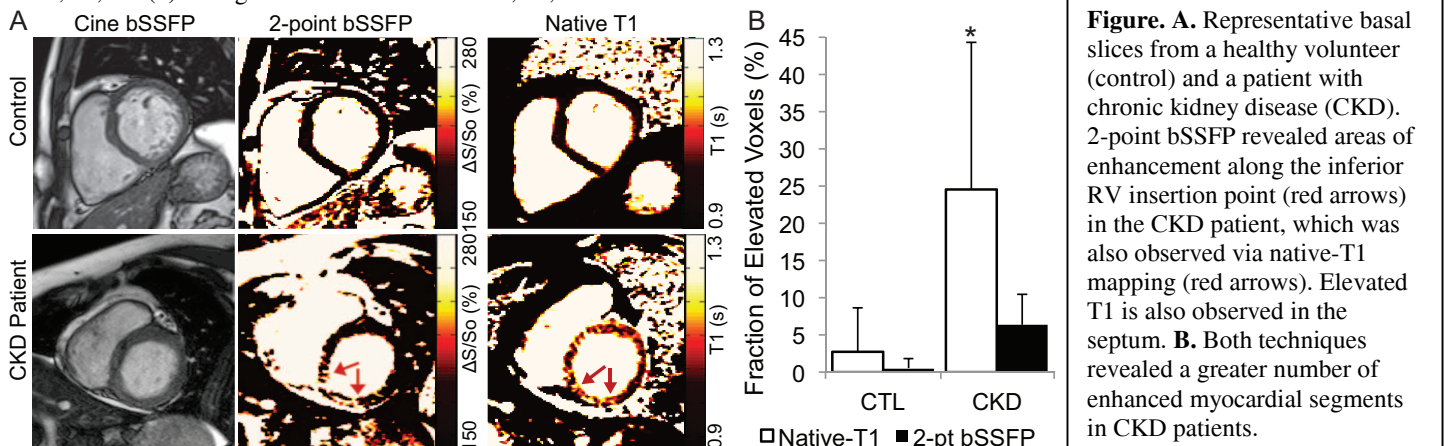 A
Cine bSSFP
2-point bSSFP
Native T1
Control
CKD Patient
280
ΔS/So (%)
150
1.3
T1 (s)
0.9
280
ΔS/So (%)
150
1.3
T1 (s)
0.9
B
Fraction of Elevated Voxels (%)
45
40
35
30
25
20
15
10
5
0
*
CTL
CKD
Native-T1
2-pt bSSFP
Figure. A. Representative basal
slices from a healthy volunteer
(control) and a patient with
chronic kidney disease (CKD).
2-point bSSFP revealed areas of
enhancement along the inferior
RV insertion point (red arrows)
in the CKD patient, which was
also observed via native-T1
mapping (red arrows). Elevated
T1 is also observed in the
septum. B. Both techniques
revealed a greater number of
enhanced myocardial segments
in CKD patients.